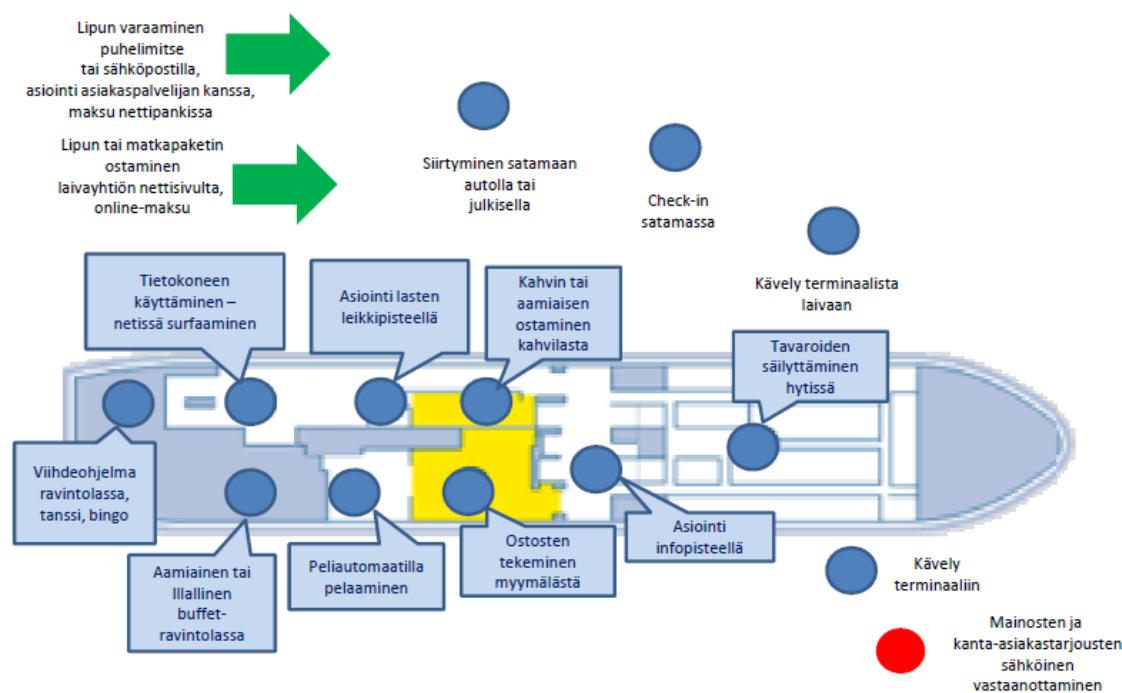 Lipun varaaminen
puhelimitse
tai sähköpostilla,
asiointi asiakaspalvelijan kanssa,
maksu nettipankissa
Lipun tai matkapaketin
ostaminen
laivayhtiön nettisivulta,
online-maksu
Siirtyminen satamaan
autolla tai
julkisella
Check-in
satamassa
Kävely terminaalista
laivaan
Tietokoneen
käyttäminen –
netissä surfaaminen
Asiointi lasten
leikkipisteellä
Kahvin tai
aamiaisen
ostaminen
kahvilasta
Tavaroiden
säilyttäminen
hytissä
Viihdeohjelma
ravintolassa,
tanssi, bingo
Aamiainen tai
Illallinen
buffet-
ravintolassa
Peliautomaatilla
pelaaminen
Ostosten
tekeminen
myymälästä
Asiointi
infopisteellä
Kävely
terminaaliin
Mainosten ja
kanta-asiakastarjousten
sähköinen
vastaanottaminen